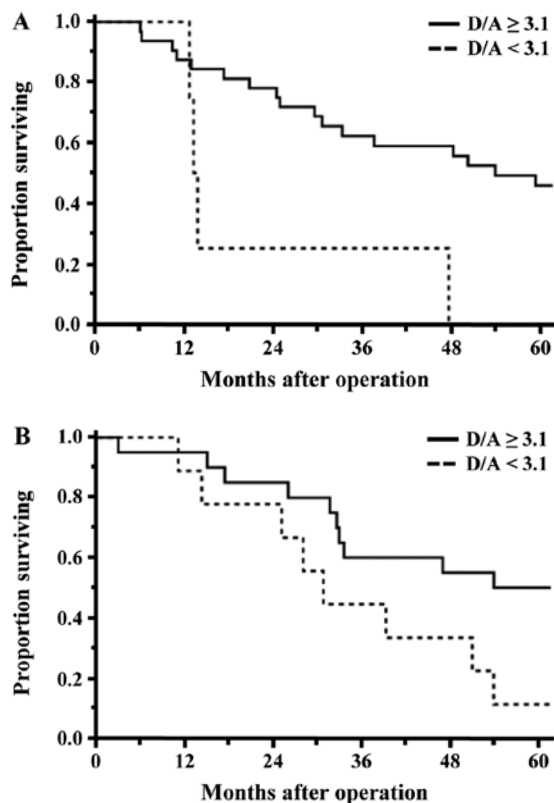 A
D/A ≥ 3.1
D/A < 3.1
1.0
0.8
0.6
0.4
0.2
0.0
Proportion surviving
0 12 24 36 48 60
Months after operation
B
D/A ≥ 3.1
D/A < 3.1
1.0
0.8
0.6
0.4
0.2
0.0
Proportion surviving
0 12 24 36 48 60
Months after operation